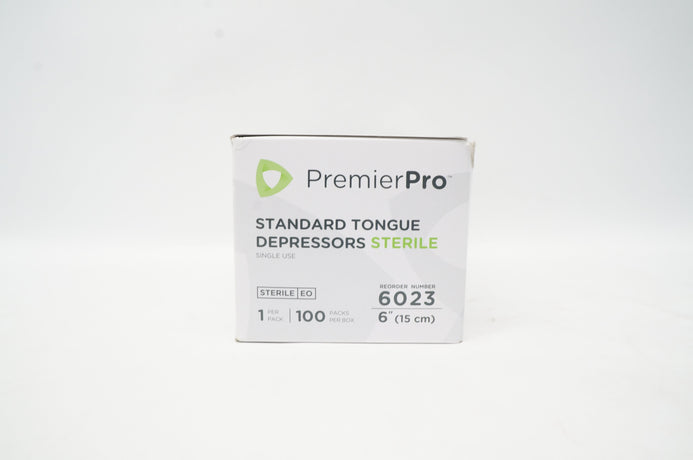 PremierPro™
STANDARD TONGUE
DEPRESSORS STERILE
SINGLE USE
STERILE EO
REORDER NUMBER
6023
1 PER PACK 100 PACKS PER BOX
6" (15 cm)